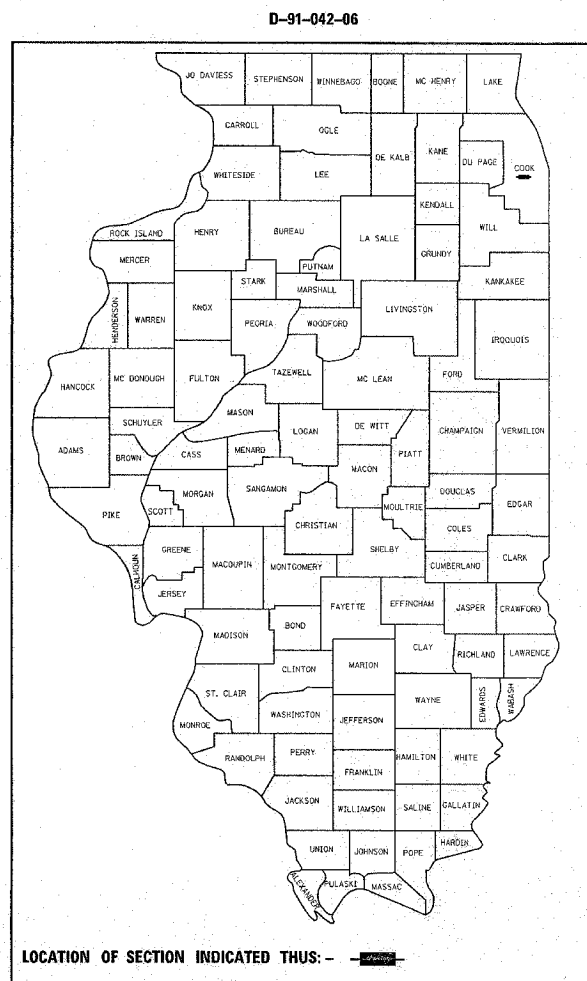 D-91-042-06
JO DAVIESS STEPHENSON WINNEBAGO BOONE MC HENRY LAKE
CARROLL OGLE DE KALB KANE DU PAGE COOK
WHITESIDE LEE KENDALL WILL
ROCK ISLAND HENRY BUREAU LA SALLE GRUNDY
MERCER STARK PUTNAM KANKAKEE
HENDERSON WARREN KNOX MARSHALL LIVINGSTON
PEORIA WOODFORD IROQUOIS
HANCOCK MC DONOUGH FULTON TAZEWELL MC LEAN FORD
SCHUYLER MASON LOGAN DE WITT CHAMPAIGN VERMILION
ADAMS BROWN CASS MENARD MACON PIATT
PIKE SCOTT MORGAN SANGAMON CHRISTIAN MOULTRIE DOUGLAS EDGAR
CALHOUN GREENE MACOUPIN MONTGOMERY SHELBY COLES CLARK
JERSEY CUMBERLAND
MADISON BOND FAYETTE EFFINGHAM JASPER CRAWFORD
CLINTON MARION CLAY RICHLAND LAWRENCE
ST. CLAIR WASHINGTON JEFFERSON WAYNE EDWARDS WABASH
MONROE RANDOLPH PERRY FRANKLIN HAMILTON WHITE
JACKSON WILLIAMSON SALINE GALLATIN
UNION JOHNSON POPE HARDIN
ALEXANDER PULASKI MASSAC
LOCATION OF SECTION INDICATED THUS: -